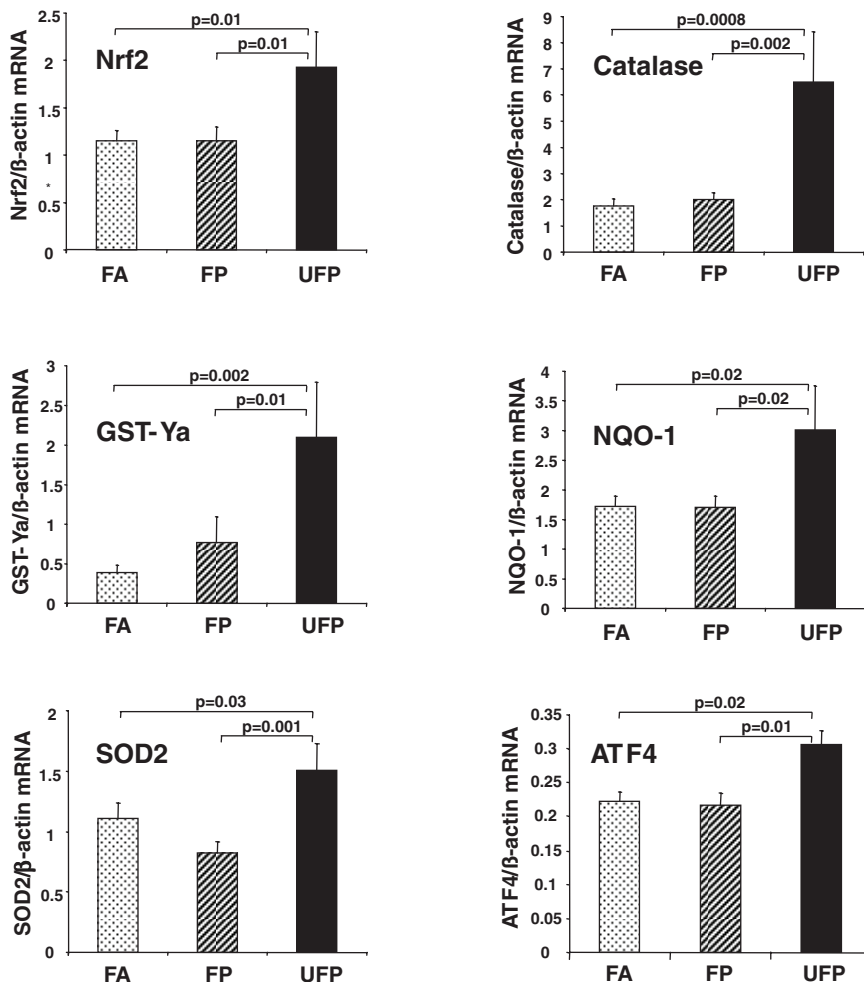 p=0.01
p=0.01
Nrf2
Nrf2/ß-actin mRNA
2.5
2
1.5
1
*
0.5
0
FA FP UFP
p=0.0008
p=0.002
Catalase
Catalase/ß-actin mRNA
9
8
7
6
5
4
3
2
1
0
FA FP UFP
p=0.002
p=0.01
GST-Ya
GST-Ya/ß-actin mRNA
3
2.5
2
1.5
1
0.5
0
FA FP UFP
p=0.02
p=0.02
NQO-1
NQO-1/ß-actin mRNA
4
3.5
3
2.5
2
1.5
1
0.5
0
FA FP UFP
p=0.03
p=0.001
SOD2
SOD2/β-actin mRNA
2
1.5
1
0.5
0
FA FP UFP
p=0.02
p=0.01
ATF4
ATF4/ß-actin mRNA
0.35
0.3
0.25
0.2
0.15
0.1
0.05
0
FA FP UFP